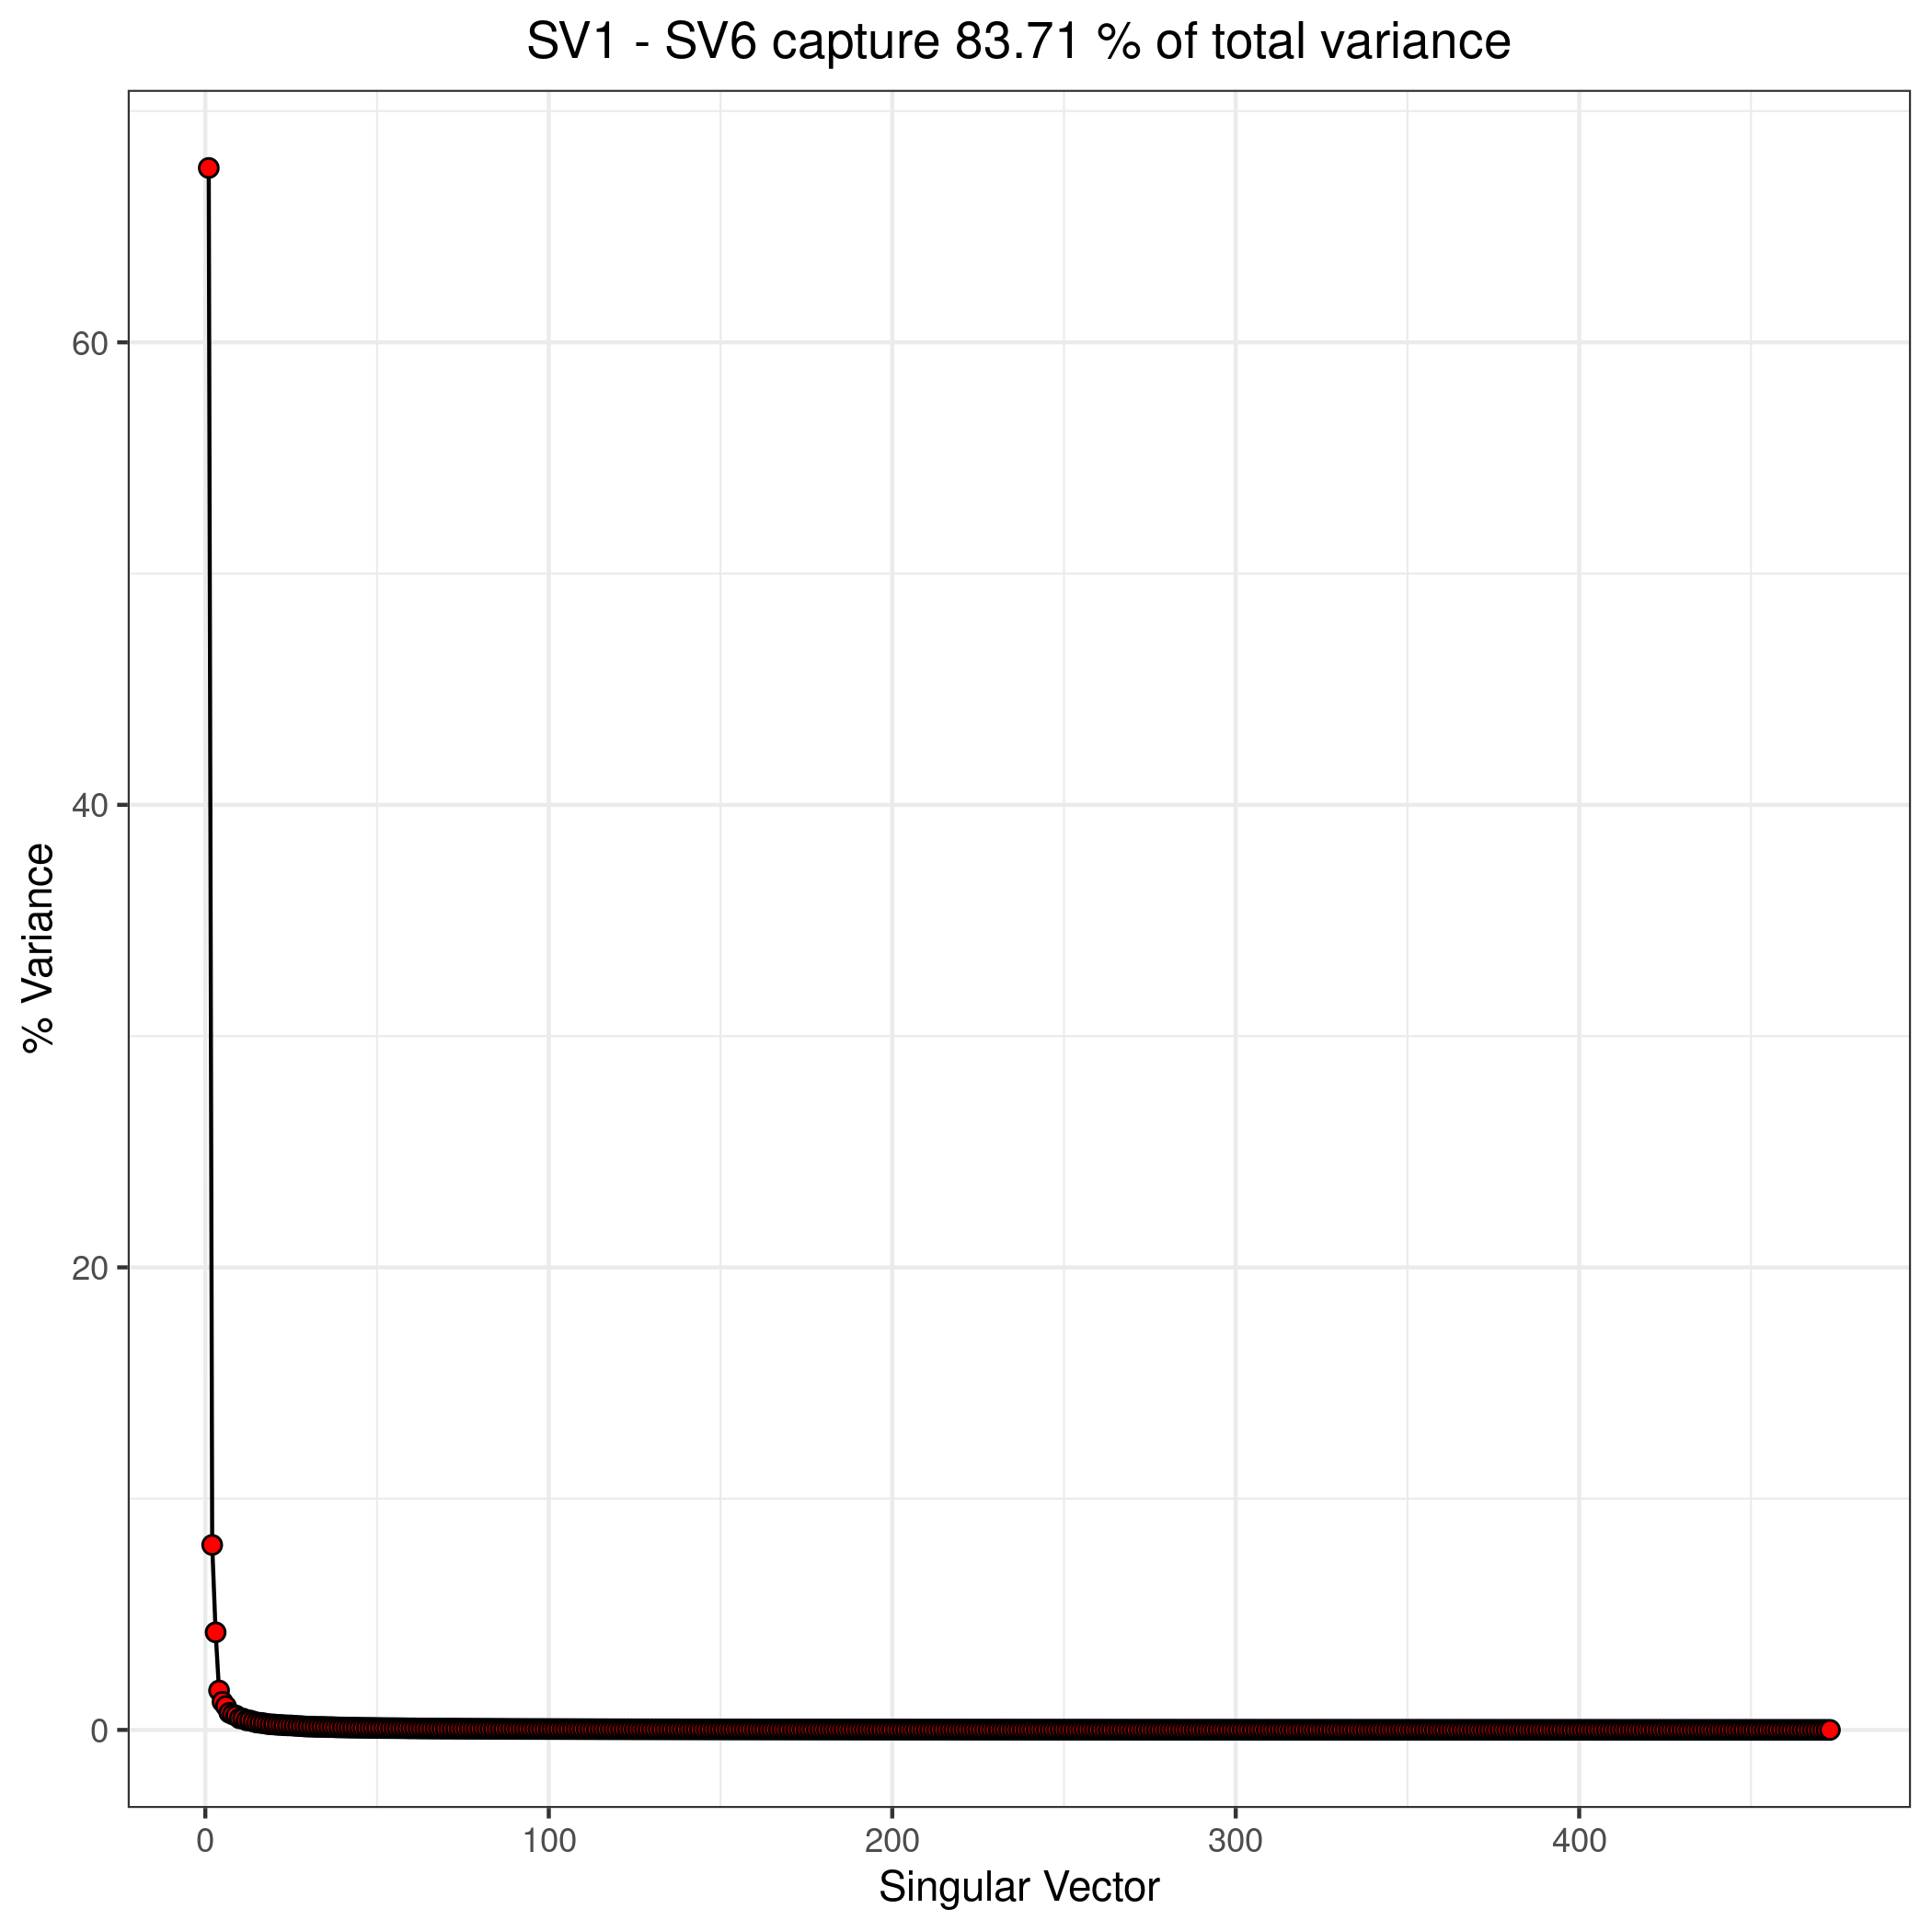 SV1 - SV6 capture 83.71 % of total variance
60
40
20
0
% Variance
0 100 200 300 400
Singular Vector